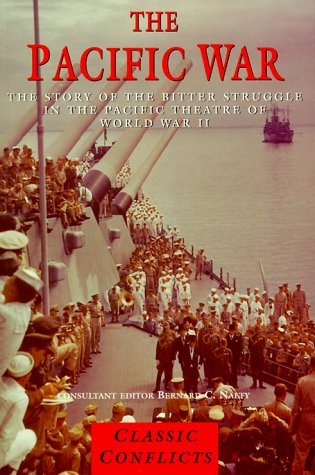 THE
PACIFIC WAR
THE STORY OF THE BITTER STRUGGLE
IN THE PACIFIC THEATRE OF
WORLD WAR II
CONSULTANT EDITOR BERNARD C. NALTY
CLASSIC
CONFLICTS